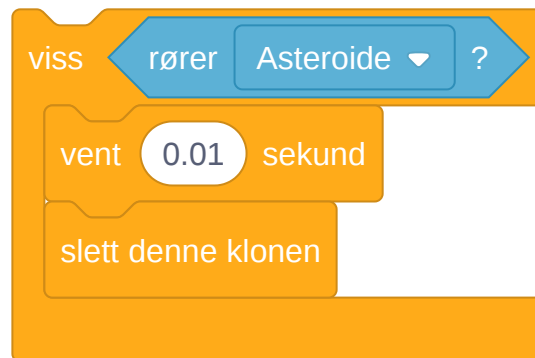 viss rører Asteroide ?
vent 0.01 sekund
slett denne klonen